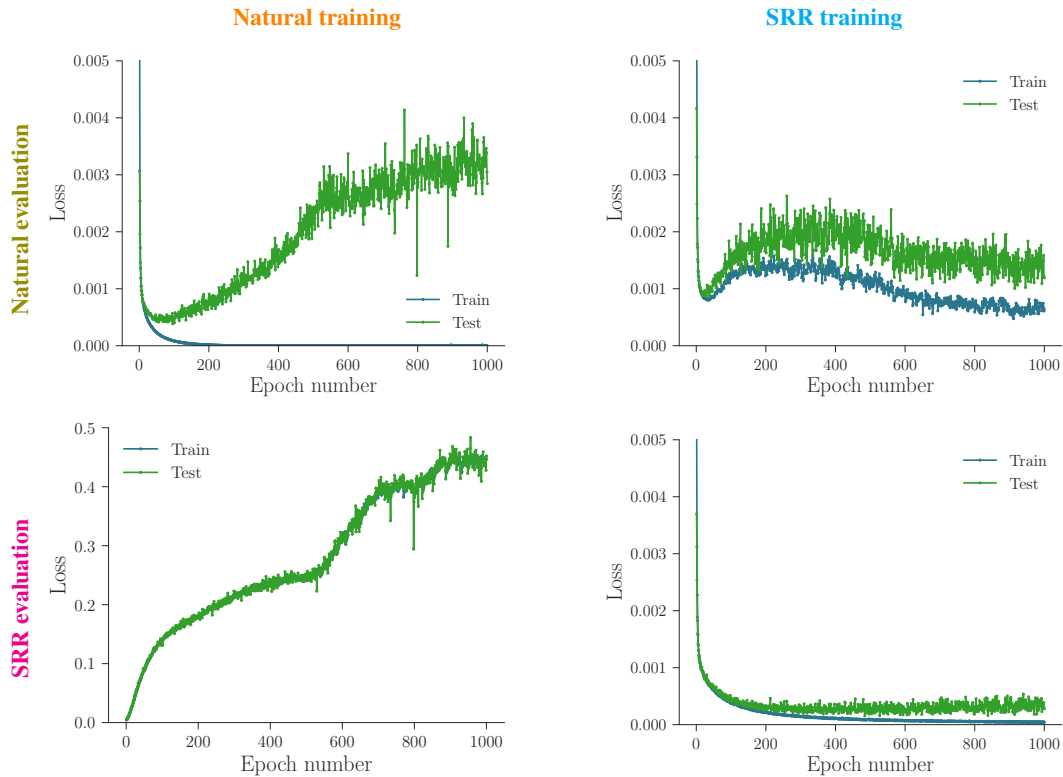 Natural training
SRR training
Natural evaluation
SRR evaluation
0.005
0.004
0.003
0.002
0.001
0.000
Loss
0 200 400 600 800 1000
Epoch number
Train
Test
0.005
0.004
0.003
0.002
0.001
0.000
Loss
0 200 400 600 800 1000
Epoch number
Train
Test
0.5
0.4
0.3
0.2
0.1
0.0
Loss
0 200 400 600 800 1000
Epoch number
Train
Test
0.005
0.004
0.003
0.002
0.001
0.000
Loss
0 200 400 600 800 1000
Epoch number
Train
Test